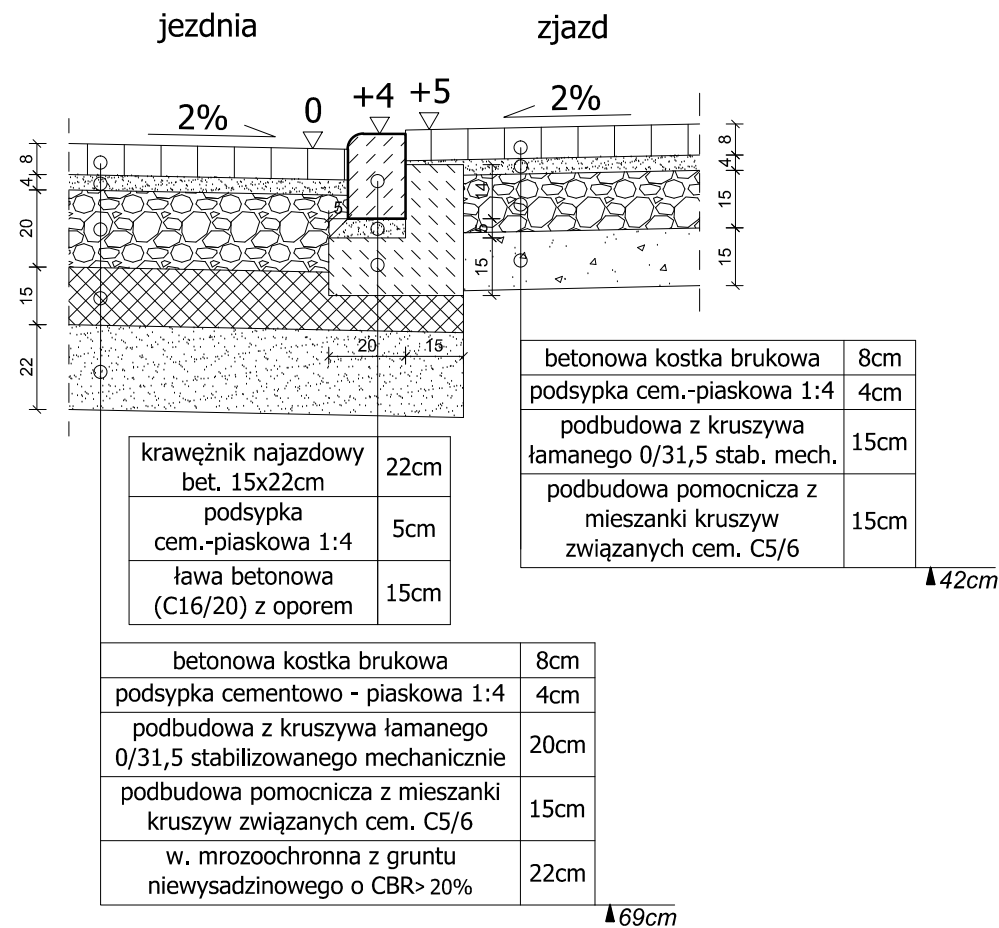 jezdnia
zjazd
2%
0
+4
+5
2%
8
4
20
15
22
5
14
5
15
20
15
8
4
15
15
betonowa kostka brukowa 8cm
podsypka cem.-piaskowa 1:4 4cm
podbudowa z kruszywa
łamanego 0/31,5 stab. mech. 15cm
podbudowa pomocnicza z
mieszanki kruszyw 15cm
związanych cem. C5/6
42cm
krawężnik najazdowy 22cm
bet. 15x22cm
podsypka 5cm
cem.-piaskowa 1:4
ława betonowa 15cm
(C16/20) z oporem
betonowa kostka brukowa 8cm
podsypka cementowo - piaskowa 1:4 4cm
podbudowa z kruszywa łamanego 20cm
0/31,5 stabilizowanego mechanicznie
podbudowa pomocnicza z mieszanki 15cm
kruszyw związanych cem. C5/6
w. mrozoochronna z gruntu 22cm
niewysadzinowego o CBR> 20%
69cm